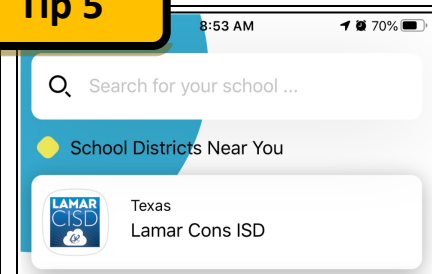 Tip 5
8:53 AM 70%
Search for your school ...
School Districts Near You
LAMAR
CISD
Texas
Lamar Cons ISD